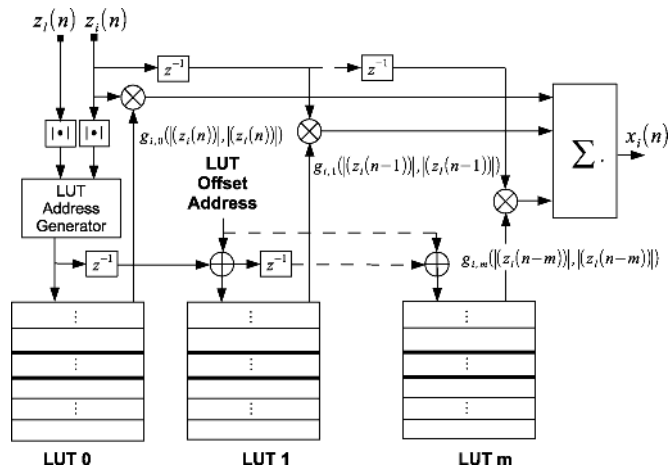 z_l(n) z_i(n)
z⁻¹
z⁻¹
|•| |•|
g_{i,0}(|(z_i(n))|,|(z_l(n)|)
x_i(n)
Σ .
LUT
Offset
Address
g_{i,1}(|(z_i(n−1))|,|(z_l(n−1))|)
LUT
Address
Generator
z⁻¹
z⁻¹
g_{i,m}(|(z_i(n−m))|,|(z_l(n−m)|)
LUT 0
LUT 1
LUT m